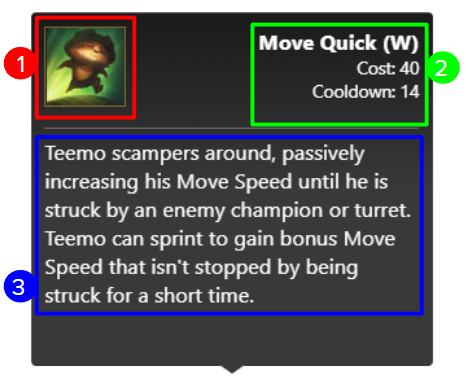 1
Move Quick (W)
Cost: 40
2
Cooldown: 14
Teemo scampers around, passively
increasing his Move Speed until he is
struck by an enemy champion or turret.
Teemo can sprint to gain bonus Move
Speed that isn't stopped by being
3
struck for a short time.